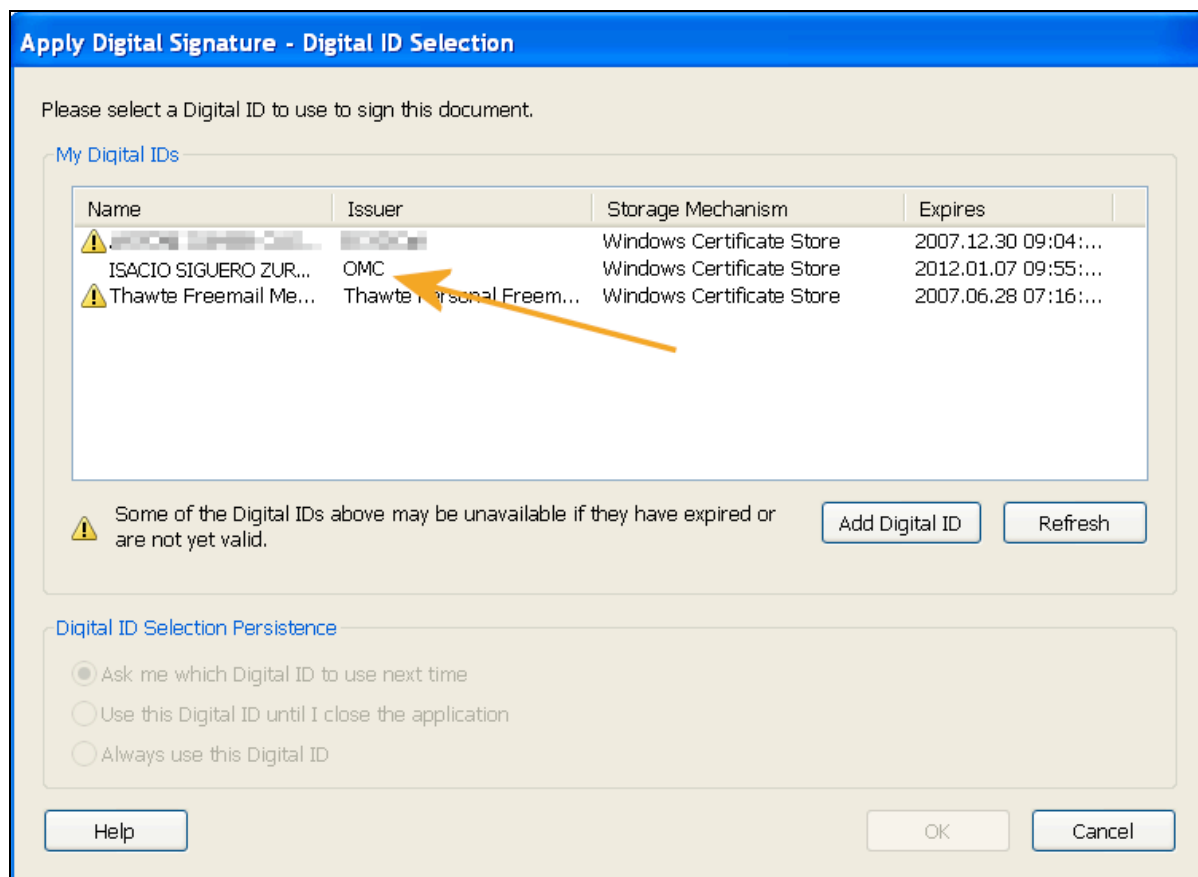 Apply Digital Signature - Digital ID Selection
Please select a Digital ID to use to sign this document.
My Digital IDs
Name Issuer Storage Mechanism Expires
Windows Certificate Store 2007.12.30 09:04:...
ISACIO SIGUERO ZUR... OMC Windows Certificate Store 2012.01.07 09:55:...
Thawte Freemail Me... Thawte Personal Freem... Windows Certificate Store 2007.06.28 07:16:...
Some of the Digital IDs above may be unavailable if they have expired or
are not yet valid.
Add Digital ID Refresh
Digital ID Selection Persistence
Ask me which Digital ID to use next time
Use this Digital ID until I close the application
Always use this Digital ID
Help OK Cancel